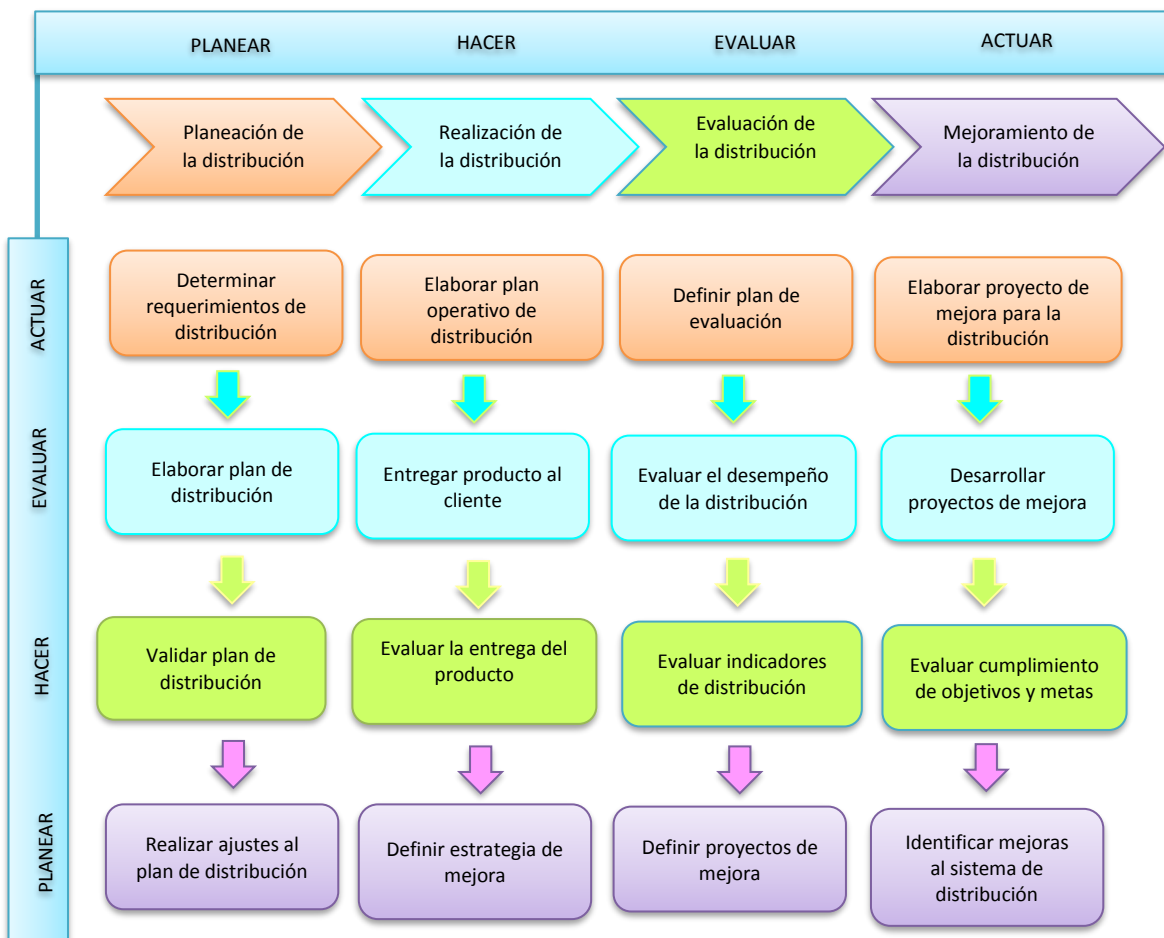 PLANEAR
HACER
EVALUAR
ACTUAR
Planeación de
la distribución
Realización de
la distribución
Evaluación de
la distribución
Mejoramiento de
la distribución
ACTUAR
Determinar
requerimientos de
distribución
Elaborar plan
operativo de
distribución
Definir plan de
evaluación
Elaborar proyecto de
mejora para la
distribución
EVALUAR
Elaborar plan de
distribución
Entregar producto al
cliente
Evaluar el desempeño
de la distribución
Desarrollar
proyectos de mejora
HACER
Validar plan de
distribución
Evaluar la entrega del
producto
Evaluar indicadores
de distribución
Evaluar cumplimiento
de objetivos y metas
PLANEAR
Realizar ajustes al
plan de distribución
Definir estrategia de
mejora
Definir proyectos de
mejora
Identificar mejoras
al sistema de
distribución